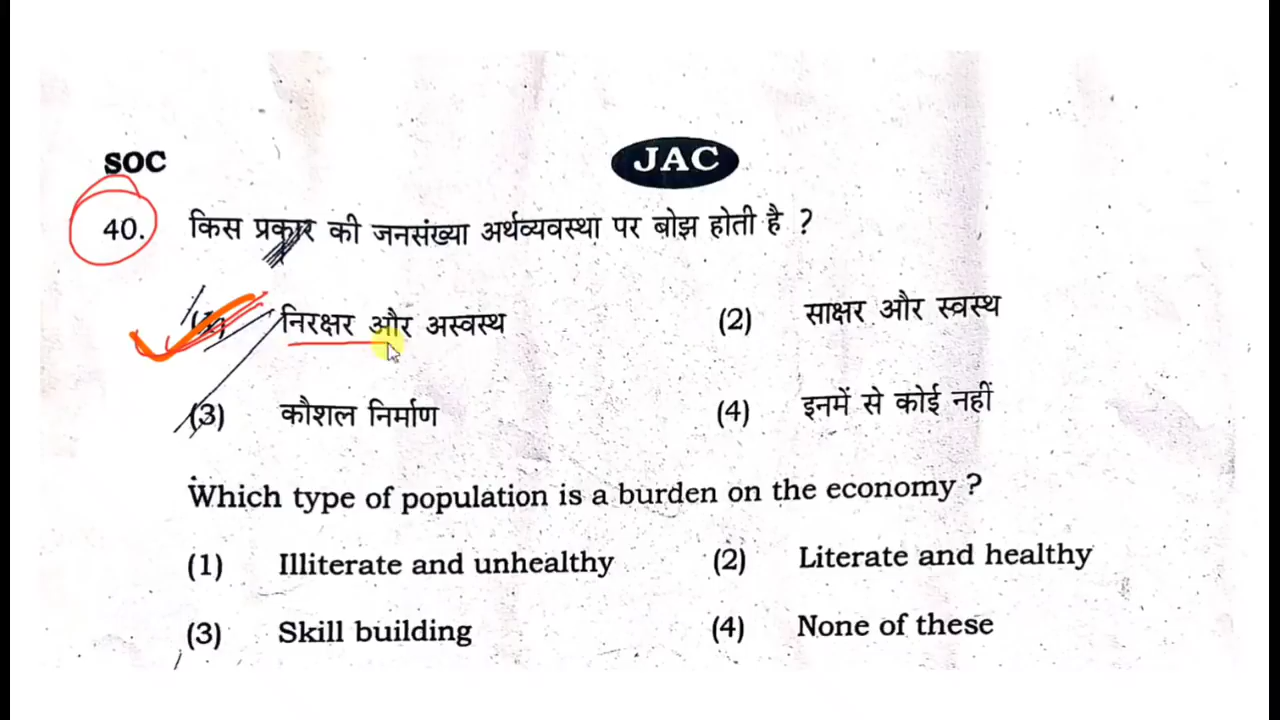 SOC
JAC
40. किस प्रकार की जनसंख्या अर्थव्यवस्था पर बोझ होती है ?
(1) निरक्षर और अस्वस्थ (2) साक्षर और स्वस्थ
(3) कौशल निर्माण (4) इनमें से कोई नहीं
Which type of population is a burden on the economy ?
(1) Illiterate and unhealthy (2) Literate and healthy
(3) Skill building (4) None of these